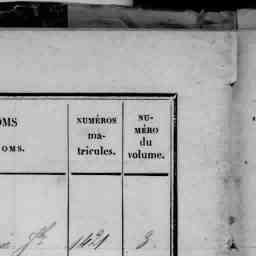 OMS
OMS.
NUMÉROS
ma-
tricules.
NU-
MÉRO
du
volume.
1421 3